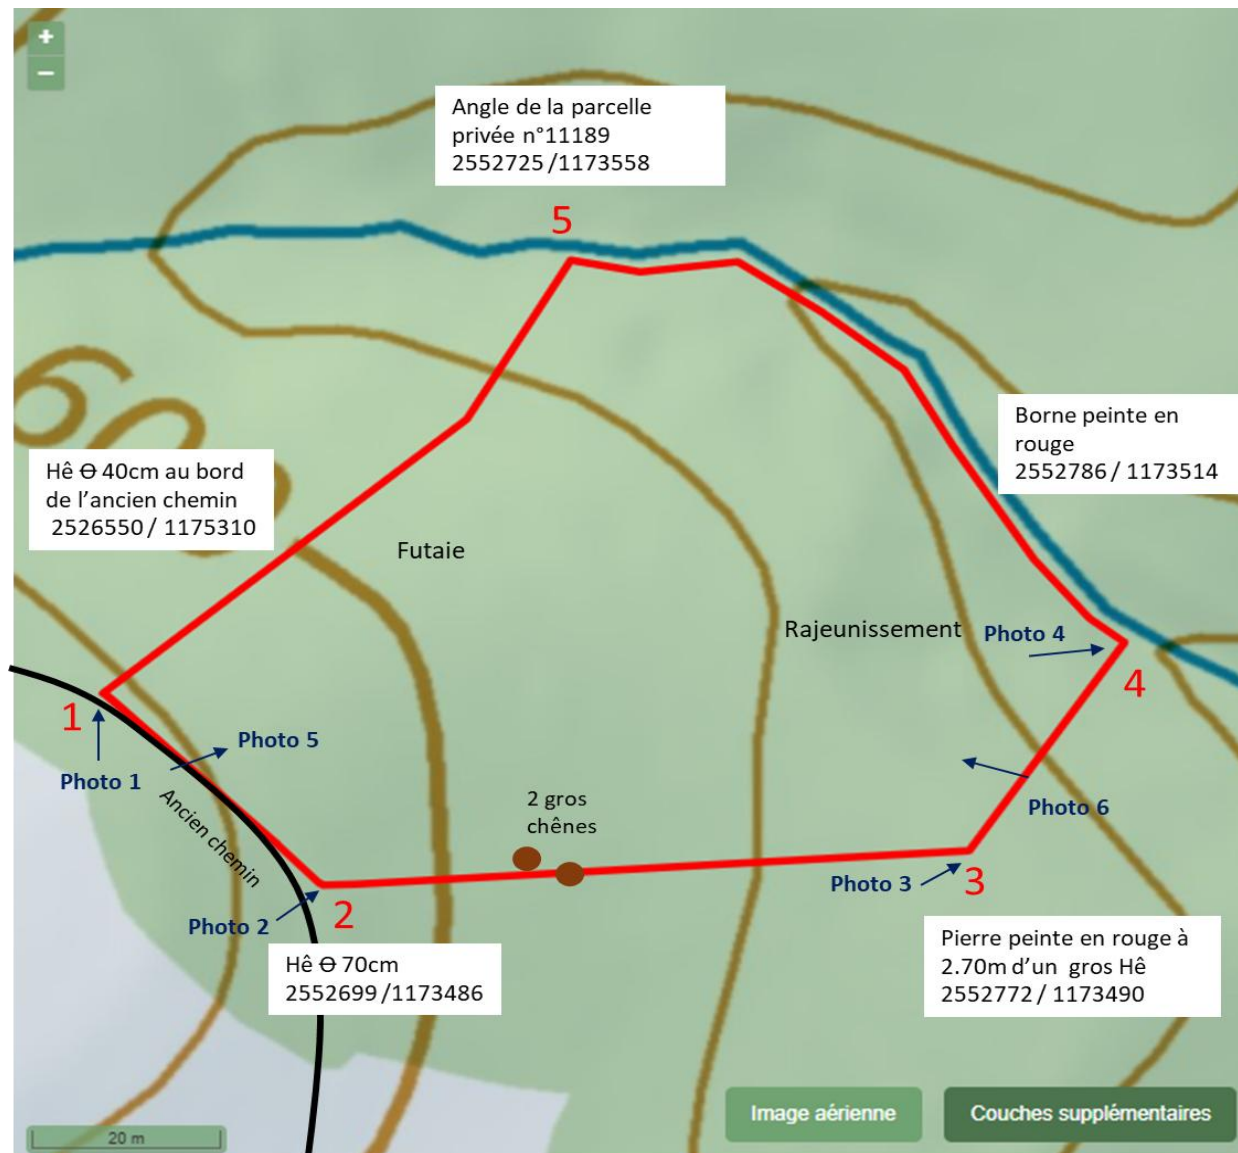 +
−
Angle de la parcelle
privée n°11189
2552725 /1173558
5
600
Borne peinte en
rouge
2552786 / 1173514
Hê Ꮎ 40cm au bord
de l’ancien chemin
2526550 / 1175310
Futaie
Rajeunissement
Photo 4
4
1
Photo 5
Photo 1
Ancien chemin
2 gros
chênes
Photo 6
Photo 3
3
Photo 2
2
Pierre peinte en rouge à
2.70m d’un gros Hê
2552772 / 1173490
Hê Ꮎ 70cm
2552699 /1173486
Image aérienne
Couches supplémentaires
20 m